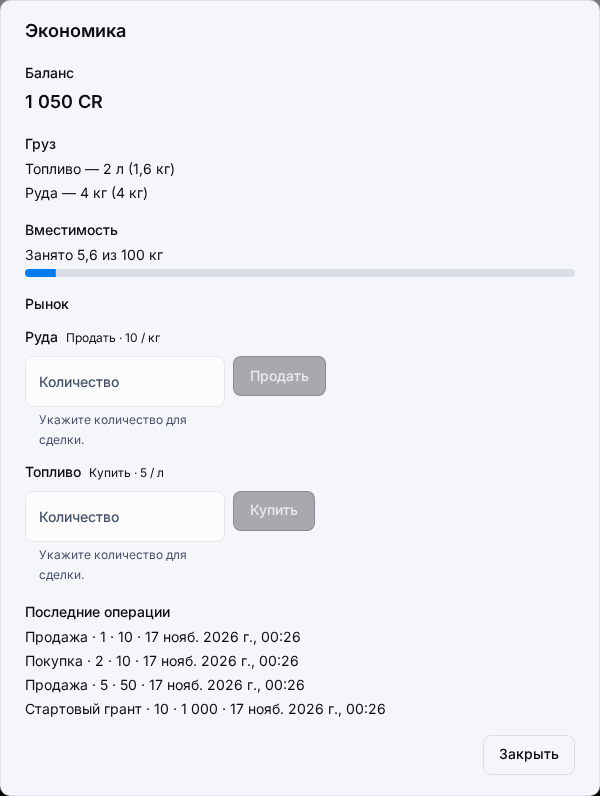 Экономика
Баланс
1 050 CR
Груз
Топливо — 2 л (1,6 кг)
Руда — 4 кг (4 кг)
Вместимость
Занято 5,6 из 100 кг
Рынок
Руда Продать · 10 / кг
Количество Продать
Укажите количество для
сделки.
Топливо Купить · 5 / л
Количество Купить
Укажите количество для
сделки.
Последние операции
Продажа · 1 · 10 · 17 нояб. 2026 г., 00:26
Покупка · 2 · 10 · 17 нояб. 2026 г., 00:26
Продажа · 5 · 50 · 17 нояб. 2026 г., 00:26
Стартовый грант · 10 · 1 000 · 17 нояб. 2026 г., 00:26
Закрыть